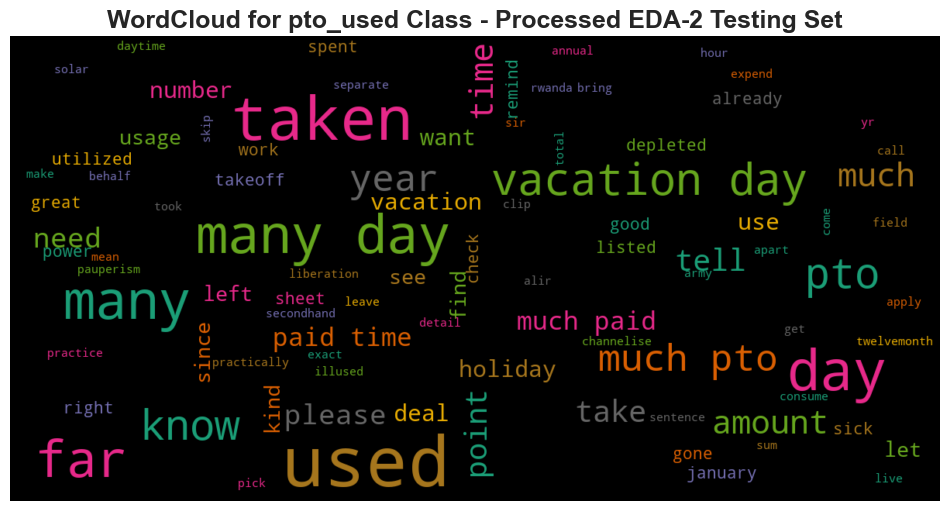 WordCloud for pto_used Class - Processed EDA-2 Testing Set
daytime
spent
time
annual
hour
solar
separate
remind
rwanda
bring
expend
number
taken
already
usage
skip
want
sir
total
yr
utilized
work
depleted
call
make
behalf
takeoff
year
vacation day
much
great
took
vacation
clip
good
use
come
field
need
many day
check
listed
tell
apart
power
mean
pauperism
liberation
see
find
alir
army
pto
many
left
sheet
leave
secondhand
detail
much paid
get
apply
since
paid time
channelise
twelvemonth
practice
practically
exact
illused
holiday
much pto
day
right
kind
please
deal
point
take
sentence
consume
know
amount
sick
far
used
gone
sum
let
pick
january
live